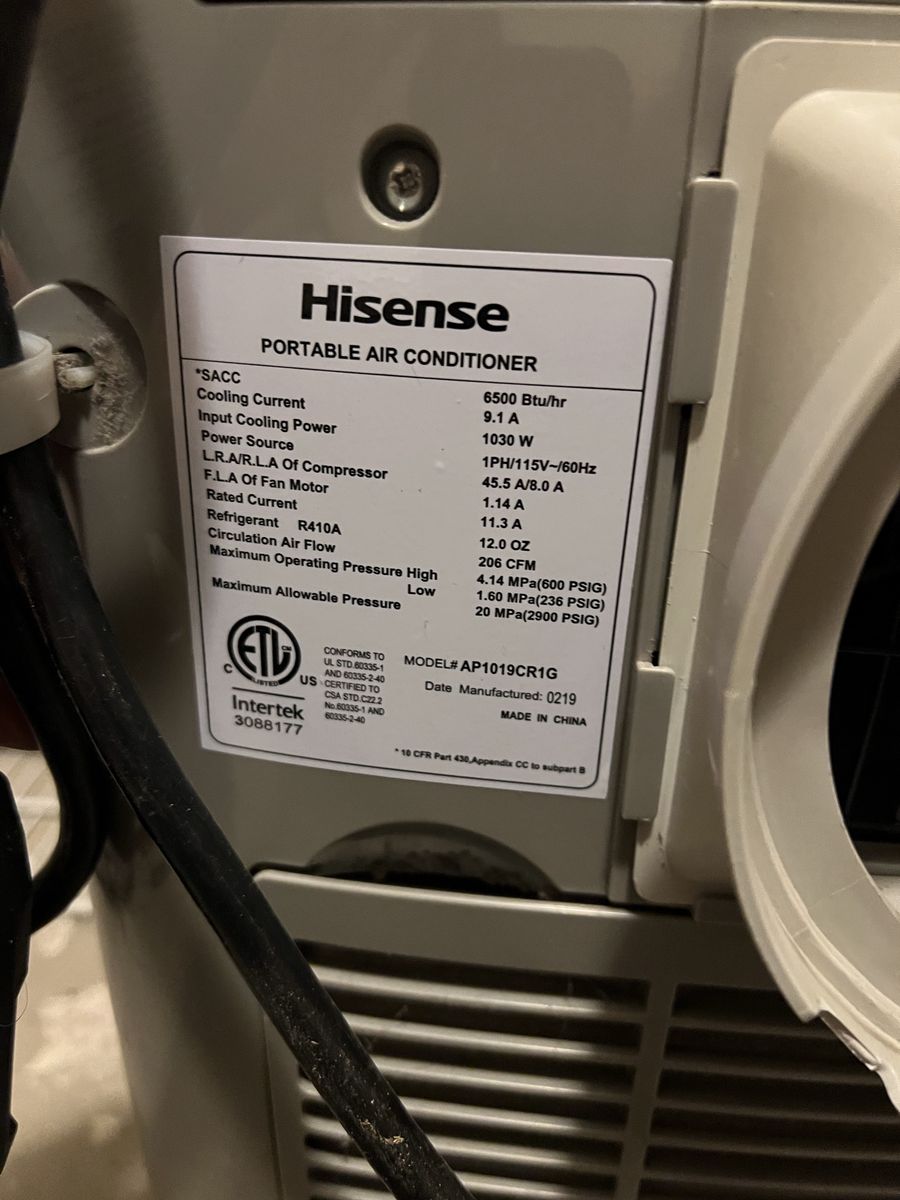 Hisense
PORTABLE AIR CONDITIONER
*SACC 6500 Btu/hr
Cooling Current 9.1 A
Input Cooling Power 1030 W
Power Source 1PH/115V~/60Hz
L.R.A/R.L.A Of Compressor 45.5 A/8.0 A
F.L.A Of Fan Motor 1.14 A
Rated Current 11.3 A
Refrigerant R410A 12.0 OZ
Circulation Air Flow 206 CFM
Maximum Operating Pressure High 4.14 MPa(600 PSIG)
Low 1.60 MPa(236 PSIG)
Maximum Allowable Pressure 20 MPa(2900 PSIG)
ETL CM
LISTED
C US
Intertek
3088177
CONFORMS TO
UL STD.60335-1
AND 60335-2-40
CERTIFIED TO
CSA STD.C22.2
No.60335-1 AND
60335-2-40
MODEL# AP1019CR1G
Date Manufactured: 0219
MADE IN CHINA
* 10 CFR Part 430,Appendix CC to subpart B